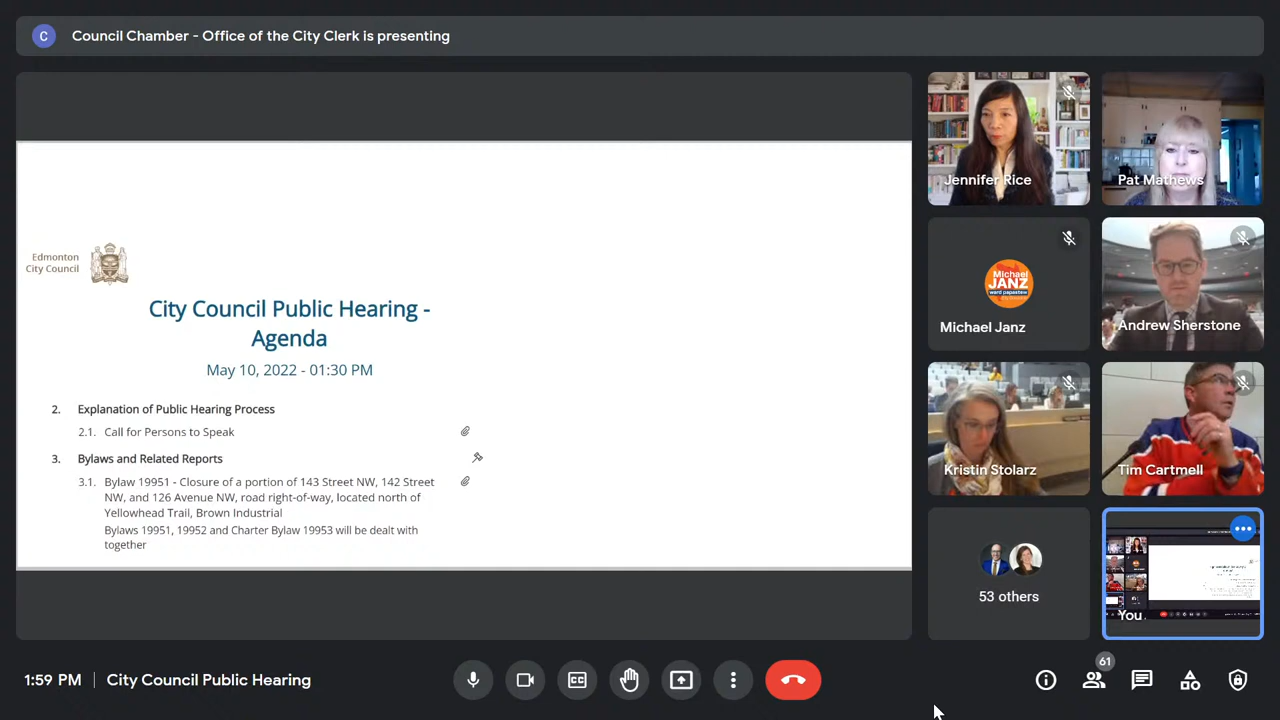 C
Council Chamber - Office of the City Clerk is presenting
Edmonton
City Council
City Council Public Hearing -
Agenda
May 10, 2022 - 01:30 PM
2. Explanation of Public Hearing Process
2.1. Call for Persons to Speak
3. Bylaws and Related Reports
3.1. Bylaw 19951 - Closure of a portion of 143 Street NW, 142 Street
NW, and 126 Avenue NW, road right-of-way, located north of
Yellowhead Trail, Brown Industrial
Bylaws 19951, 19952 and Charter Bylaw 19953 will be dealt with
together
Jennifer Rice
Pat Mathews
Michael
JANZ
ward papastew
Michael Janz
Andrew Sherstone
Kristin Stolarz
Tim Cartmell
53 others
You
1:59 PM
City Council Public Hearing
CC
61